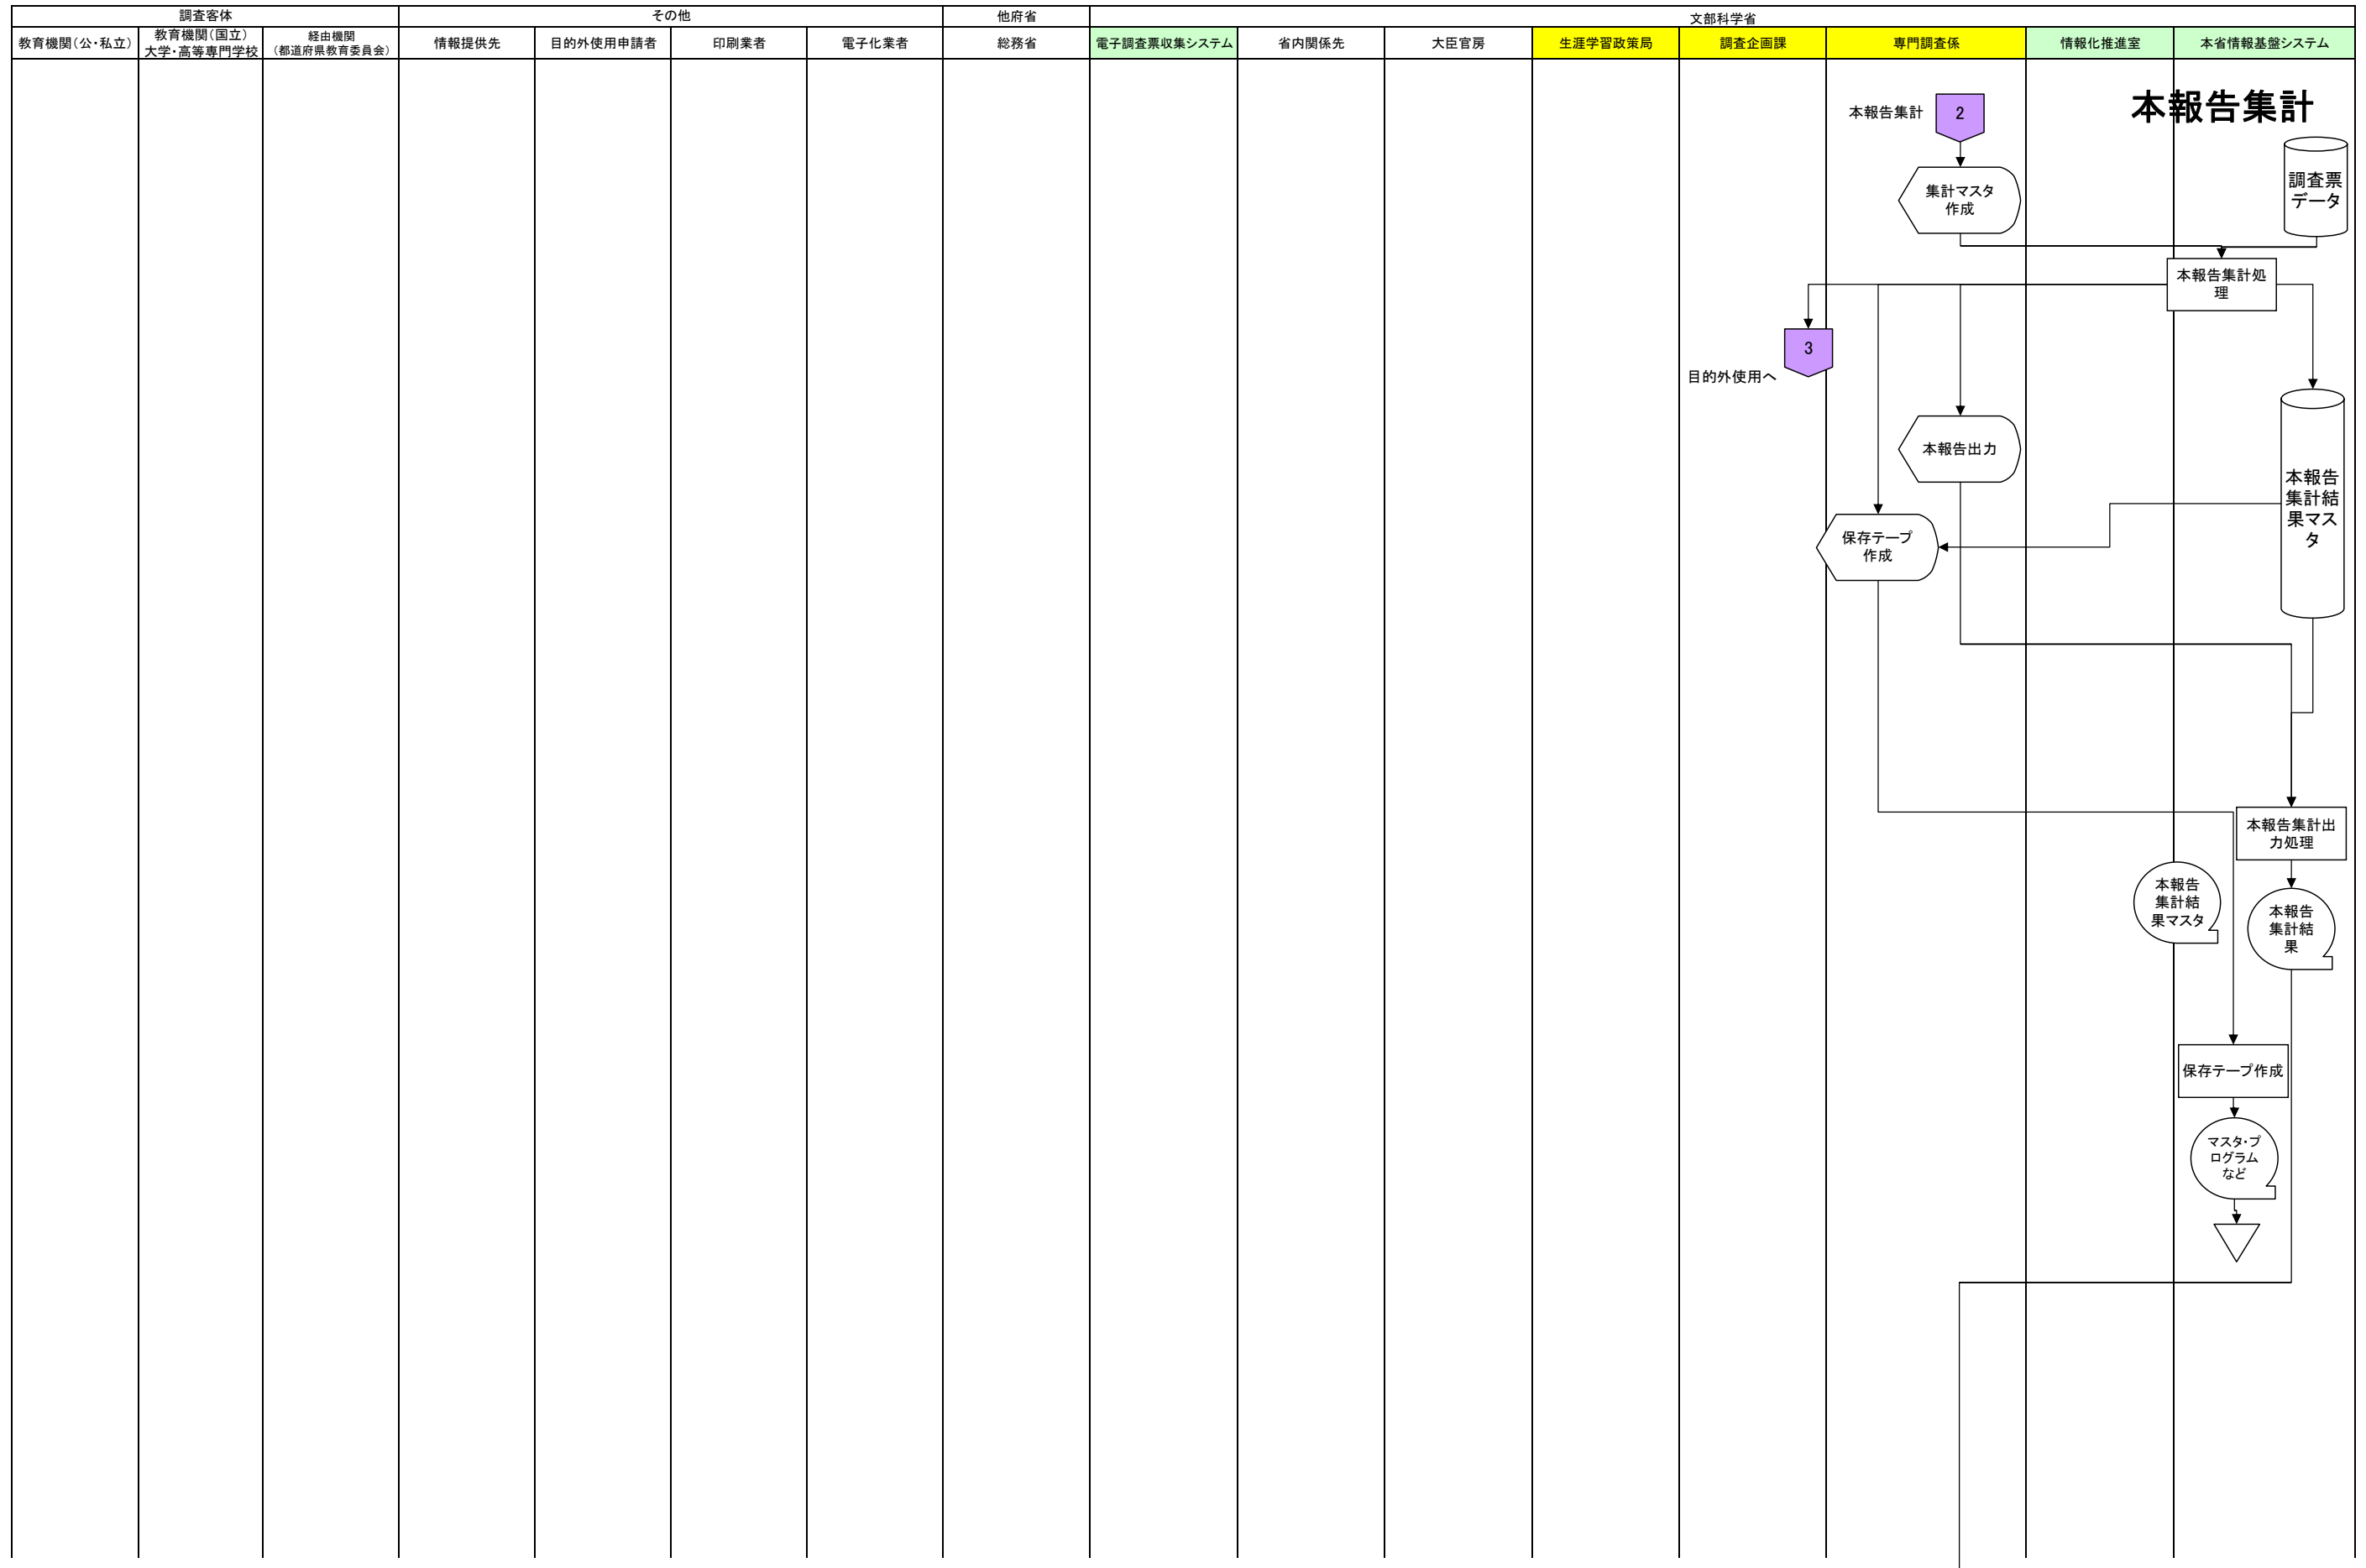 調査客体
その他
他府省
文部科学省
教育機関（公・私立）
教育機関（国立）
大学・高等専門学校
経由機関
（都道府県教育委員会）
情報提供先
目的外使用申請者
印刷業者
電子化業者
総務省
電子調査票収集システム
省内関係先
大臣官房
生涯学習政策局
調査企画課
専門調査係
情報化推進室
本省情報基盤システム
本報告集計
本報告集計
2
調査票
データ
集計マスタ
作成
本報告集計処
理
3
目的外使用へ
本報告出力
本報告
集計結
果マス
タ
保存テープ
作成
本報告集計出
力処理
本報告
集計結
果マスタ
本報告
集計結
果
保存テープ作成
マスタ・プ
ログラム
など